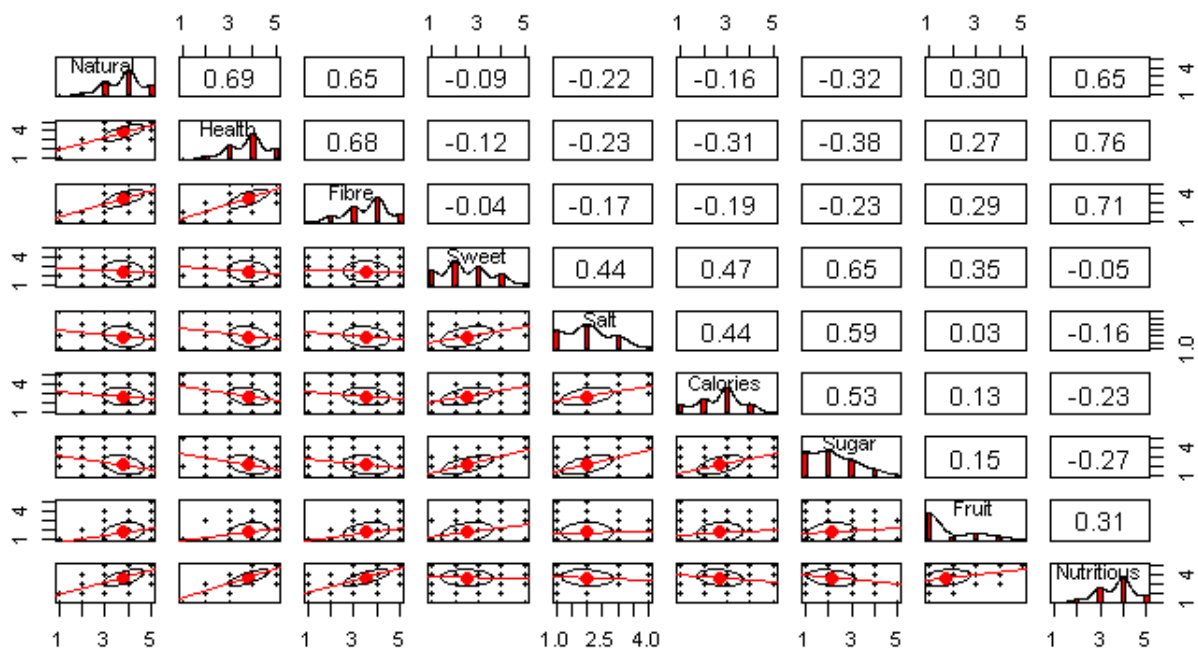 1 3 5 1 3 5 1 3 5 1 3 5
Natural 0.69 0.65 -0.09 -0.22 -0.16 -0.32 0.30 0.65 1 4
1 4 Health 0.68 -0.12 -0.23 -0.31 -0.38 0.27 0.76
Fibre -0.04 -0.17 -0.19 -0.23 0.29 0.71 1 4
1 4 Sweet 0.44 0.47 0.65 0.35 -0.05
Salt 0.44 0.59 0.03 -0.16 1.0
1 4 Calories 0.53 0.13 -0.23
Sugar 0.15 -0.27 1 4
1 4 Fruit 0.31
Nutritious 1 4
1 3 5 1 3 5 1.0 2.5 4.0 1 3 5 1 3 5